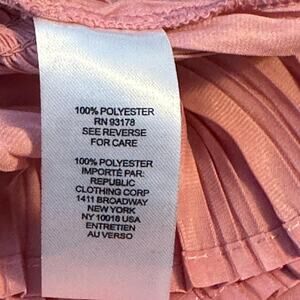 100% POLYESTER
RN 93178
SEE REVERSE
FOR CARE
100% POLYESTER
IMPORTÉ PAR:
REPUBLIC
CLOTHING CORP
1411 BROADWAY
NEW YORK
NY 10018 USA
ENTRETIEN
AU VERSO